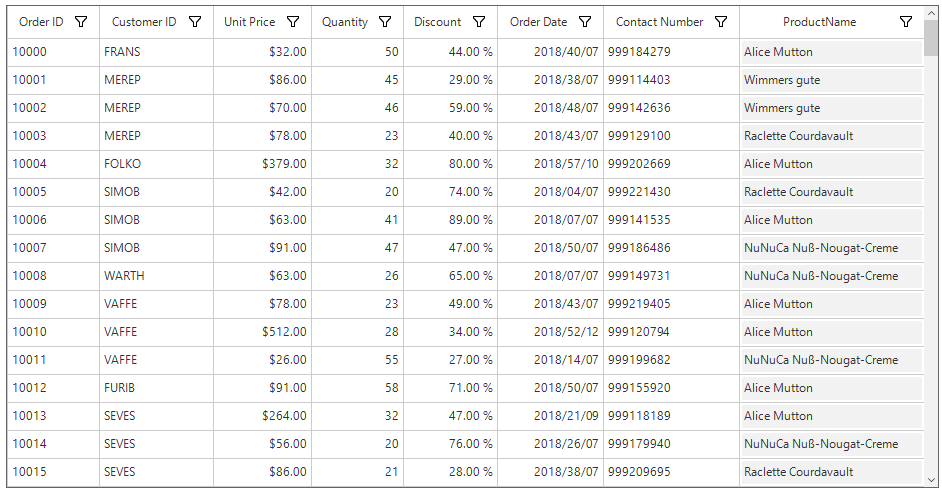 Order ID Customer ID Unit Price Quantity Discount Order Date Contact Number ProductName
10000 FRANS $32.00 50 44.00 % 2018/40/07 999184279 Alice Mutton
10001 MEREP $86.00 45 29.00 % 2018/38/07 999114403 Wimmers gute
10002 MEREP $70.00 46 59.00 % 2018/48/07 999142636 Wimmers gute
10003 MEREP $78.00 23 40.00 % 2018/43/07 999129100 Raclette Courdavault
10004 FOLKO $379.00 32 80.00 % 2018/57/10 999202669 Alice Mutton
10005 SIMOB $42.00 20 74.00 % 2018/04/07 999221430 Raclette Courdavault
10006 SIMOB $63.00 41 89.00 % 2018/07/07 999141535 Alice Mutton
10007 SIMOB $91.00 47 47.00 % 2018/50/07 999186486 NuNuCa Nuß-Nougat-Creme
10008 WARTH $63.00 26 65.00 % 2018/07/07 999149731 NuNuCa Nuß-Nougat-Creme
10009 VAFFE $78.00 23 49.00 % 2018/43/07 999219405 Alice Mutton
10010 VAFFE $512.00 28 34.00 % 2018/52/12 999120794 Alice Mutton
10011 VAFFE $26.00 55 27.00 % 2018/14/07 999199682 NuNuCa Nuß-Nougat-Creme
10012 FURIB $91.00 58 71.00 % 2018/50/07 999155920 Alice Mutton
10013 SEVES $264.00 32 47.00 % 2018/21/09 999118189 Alice Mutton
10014 SEVES $56.00 20 76.00 % 2018/26/07 999179940 NuNuCa Nuß-Nougat-Creme
10015 SEVES $86.00 21 28.00 % 2018/38/07 999209695 Raclette Courdavault